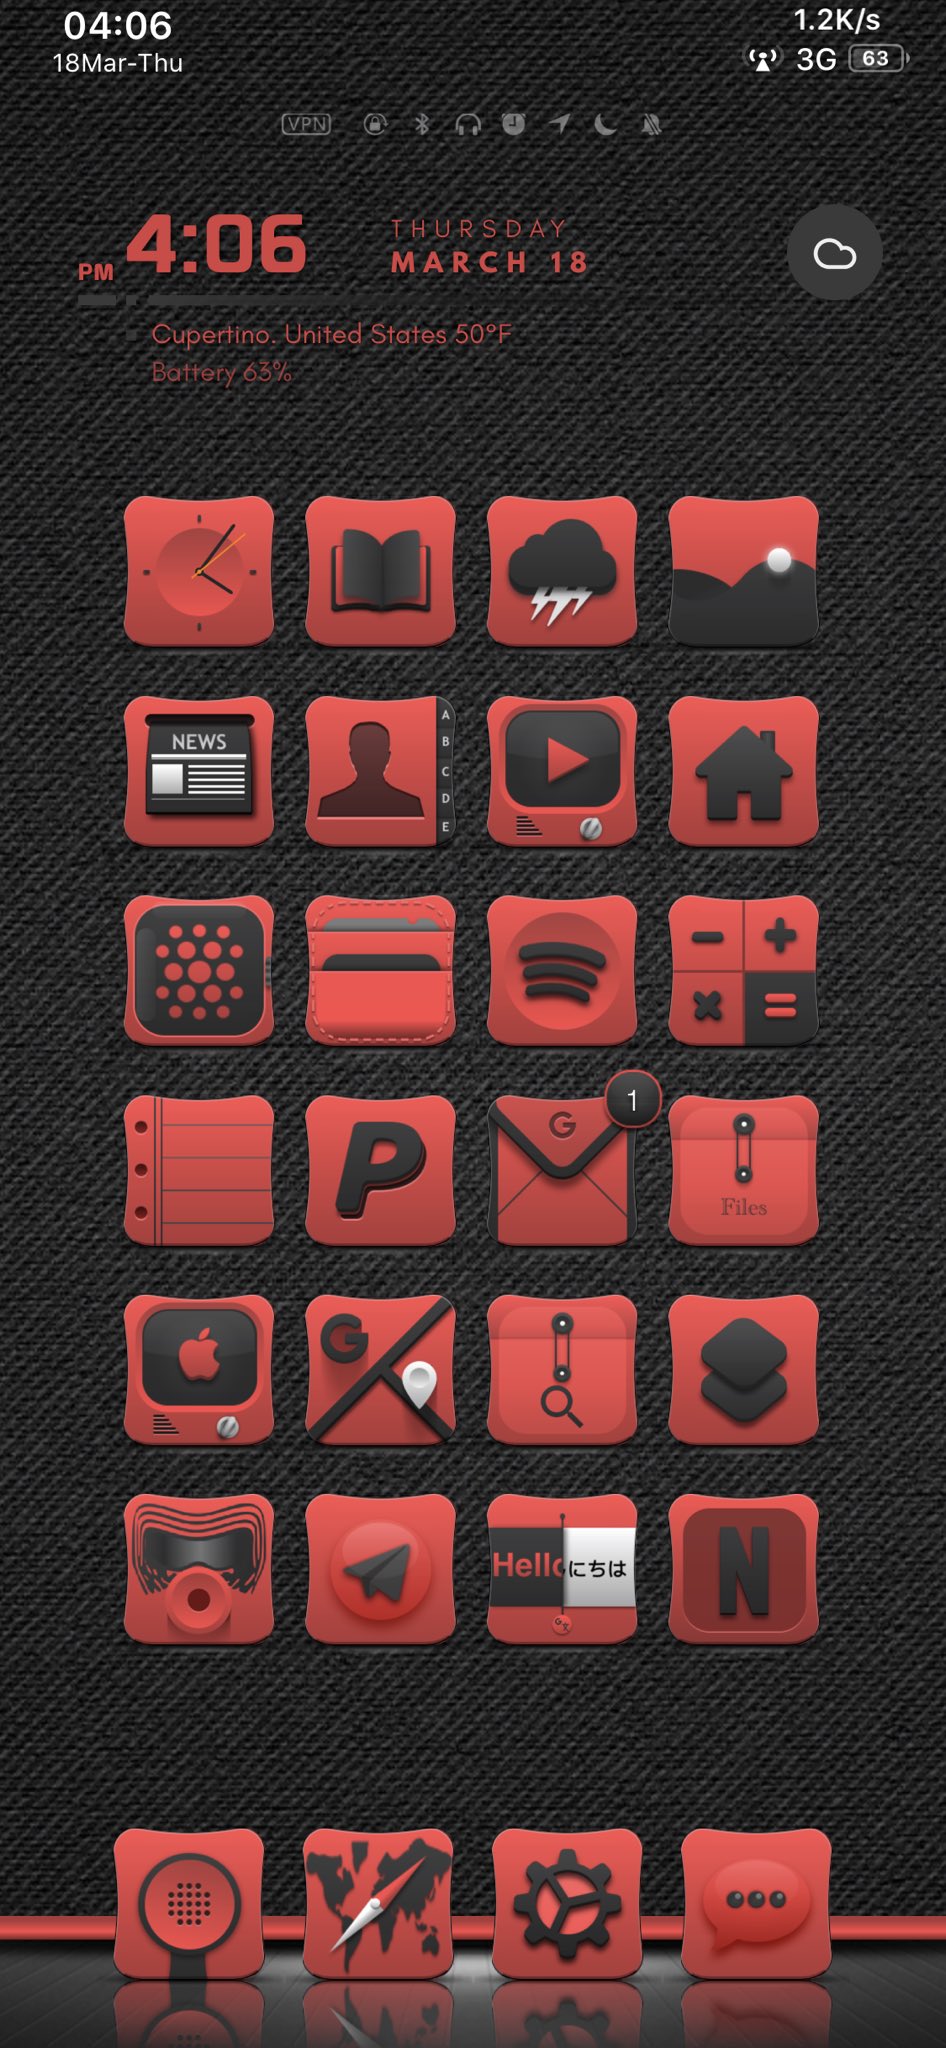 04:06
1.2K/s
18Mar-Thu
3G 63
VPN
PM 4:06
THURSDAY
MARCH 18
Cupertino. United States 50°F
Battery 63%
NEWS
A
B
C
D
E
1
G
Files
G
Hello
にちは
N